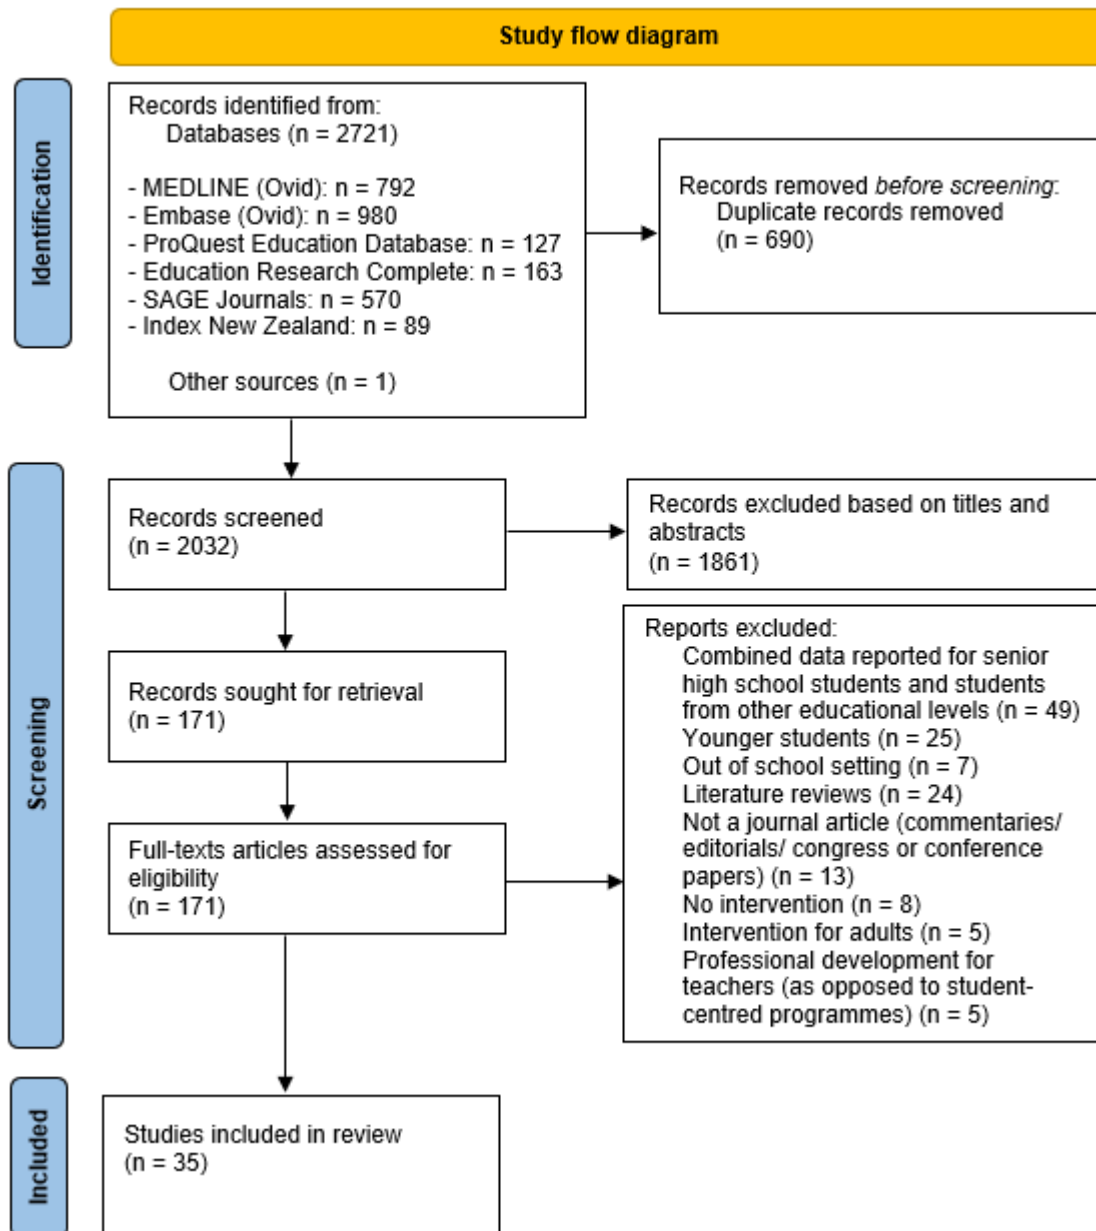 Study flow diagram
Identification
Records identified from:
Databases (n = 2721)
- MEDLINE (Ovid): n = 792
- Embase (Ovid): n = 980
- ProQuest Education Database: n = 127
- Education Research Complete: n = 163
- SAGE Journals: n = 570
- Index New Zealand: n = 89
Other sources (n = 1)
Records removed before screening:
Duplicate records removed
(n = 690)
Screening
Records screened
(n = 2032)
Records excluded based on titles and
abstracts
(n = 1861)
Records sought for retrieval
(n = 171)
Full-texts articles assessed for
eligibility
(n = 171)
Reports excluded:
Combined data reported for senior
high school students and students
from other educational levels (n = 49)
Younger students (n = 25)
Out of school setting (n = 7)
Literature reviews (n = 24)
Not a journal article (commentaries/
editorials/ congress or conference
papers) (n = 13)
No intervention (n = 8)
Intervention for adults (n = 5)
Professional development for
teachers (as opposed to student-
centred programmes) (n = 5)
Included
Studies included in review
(n = 35)